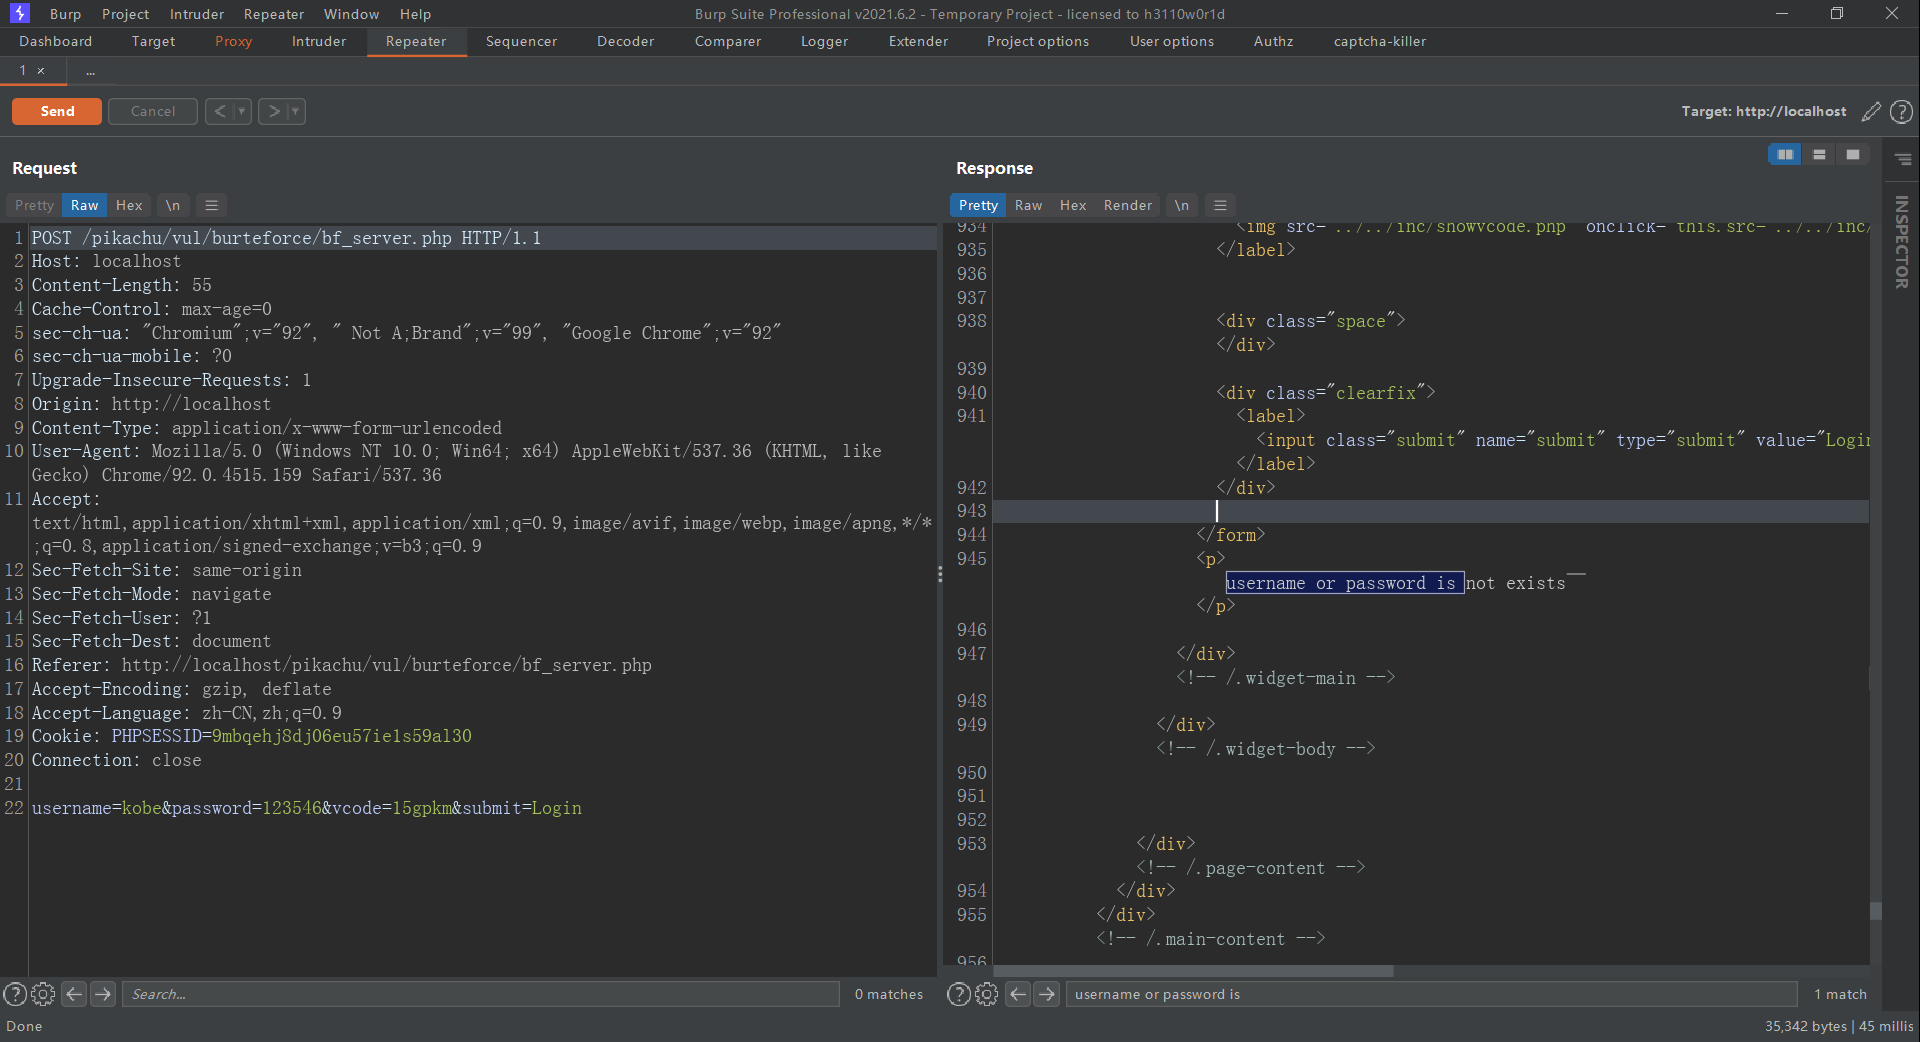 Burp Project Intruder Repeater Window Help
Burp Suite Professional v2021.6.2 - Temporary Project - licensed to h3110w0r1d
Dashboard Target Proxy Intruder Repeater Sequencer Decoder Comparer Logger Extender Project options User options Authz captcha-killer
1 × ...
Send Cancel < >
Target: http://localhost
Request
Pretty Raw Hex \n
1 POST /pikachu/vul/burteforce/bf_server.php HTTP/1.1
2 Host: localhost
3 Content-Length: 55
4 Cache-Control: max-age=0
5 sec-ch-ua: "Chromium";v="92", " Not A;Brand";v="99", "Google Chrome";v="92"
6 sec-ch-ua-mobile: ?0
7 Upgrade-Insecure-Requests: 1
8 Origin: http://localhost
9 Content-Type: application/x-www-form-urlencoded
10 User-Agent: Mozilla/5.0 (Windows NT 10.0; Win64; x64) AppleWebKit/537.36 (KHTML, like
Gecko) Chrome/92.0.4515.159 Safari/537.36
11 Accept:
text/html,application/xhtml+xml,application/xml;q=0.9,image/avif,image/webp,image/apng,*/*
;q=0.8,application/signed-exchange;v=b3;q=0.9
12 Sec-Fetch-Site: same-origin
13 Sec-Fetch-Mode: navigate
14 Sec-Fetch-User: ?1
15 Sec-Fetch-Dest: document
16 Referer: http://localhost/pikachu/vul/burteforce/bf_server.php
17 Accept-Encoding: gzip, deflate
18 Accept-Language: zh-CN,zh;q=0.9
19 Cookie: PHPSESSID=9mbqehj8dj06eu57ie1s59al30
20 Connection: close
21
22 username=kobe&password=123546&vcode=15gpkm&submit=Login
Search...
0 matches
Done
Response
Pretty Raw Hex Render \n
INSPECTOR
934 <img src="../../inc/showvcode.php" onclick="this.src='../../inc/
935 </label>
936
937
938 <div class="space">
</div>
939
940 <div class="clearfix">
941 <label>
<input class="submit" name="submit" type="submit" value="Login
</label>
942 </div>
943
944 </form>
945 <p>
username or password is not exists
</p>
946
947 </div>
<!-- /.widget-main -->
948
949 </div>
<!-- /.widget-body -->
950
951
952
953 </div>
<!-- /.page-content -->
954 </div>
955 </div>
<!-- /.main-content -->
956
username or password is
1 match
35,342 bytes | 45 millis